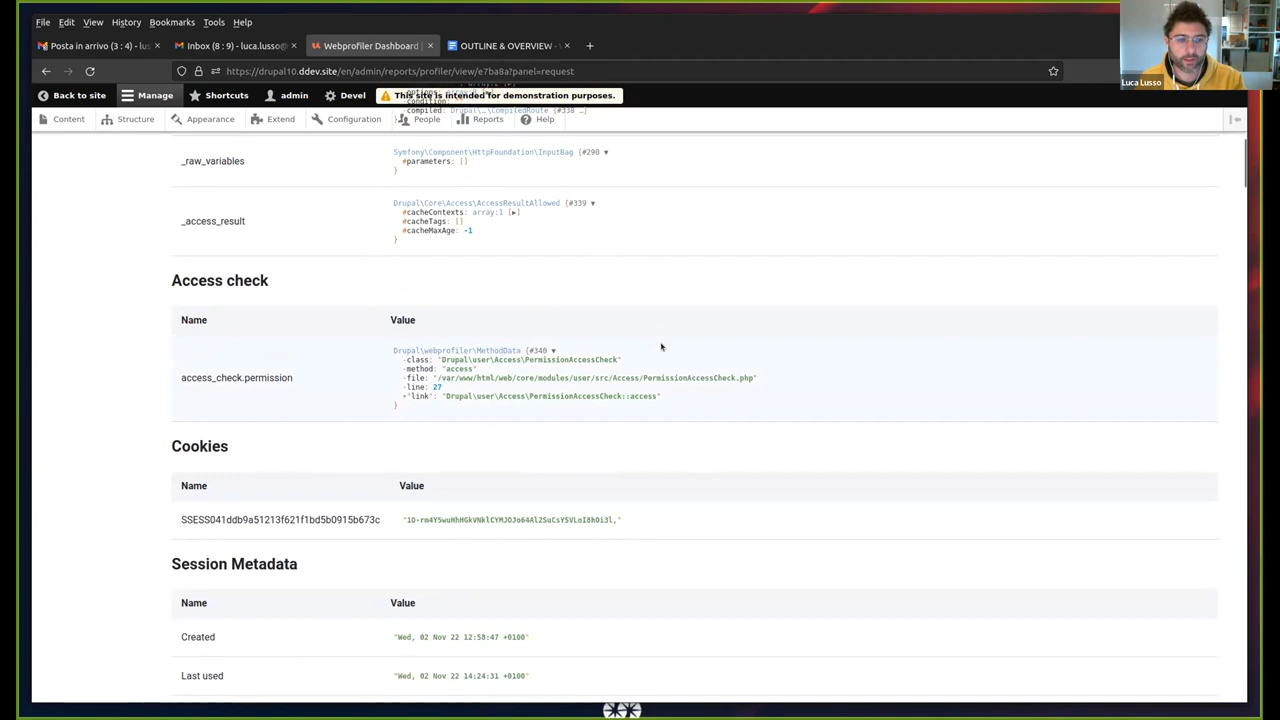 File Edit View History Bookmarks Tools Help
Posta in arrivo (3 : 4) - lus
Inbox (8 : 9) - luca.lusso@
Webprofiler Dashboard
OUTLINE & OVERVIEW -
https://drupal10.ddev.site/en/admin/reports/profiler/view/e7ba8a?panel=request
Luca Lusso
Back to site
Manage
Shortcuts
admin
Devel
This site is intended for demonstration purposes.
-condition:
-compiled: Drupal\…\CompiledRoute {#338 …}
Content
Structure
Appearance
Extend
Configuration
People
Reports
Help
_raw_variables
Symfony\Component\HttpFoundation\InputBag {#290 ▼
#parameters: []
}
_access_result
Drupal\Core\Access\AccessResultAllowed {#339 ▼
#cacheContexts: array:1 [▶]
#cacheTags: []
#cacheMaxAge: -1
}
Access check
Name Value
access_check.permission
Drupal\webprofiler\MethodData {#340 ▼
-class: "Drupal\user\Access\PermissionAccessCheck"
-method: "access"
-file: "/var/www/html/web/core/modules/user/src/Access/PermissionAccessCheck.php"
-line: 27
+"link": "Drupal\user\Access\PermissionAccessCheck::access"
}
Cookies
Name Value
SSESS041ddb9a51213f621f1bd5b0915b673c
Session Metadata
Name Value
Created "Wed, 02 Nov 22 12:58:47 +0100"
Last used "Wed, 02 Nov 22 14:24:31 +0100"